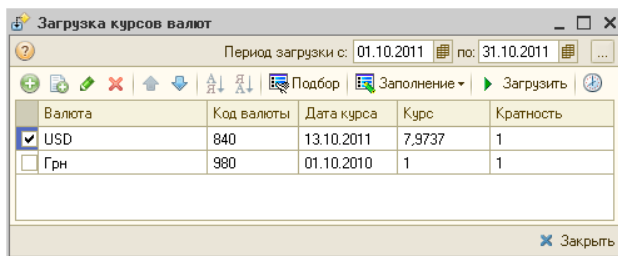 Загрузка курсов валют
Период загрузки с: 01.10.2011 по: 31.10.2011 ...
Подбор Заполнение Загрузить
Валюта Код валюты Дата курса Курс Кратность
USD 840 13.10.2011 7,9737 1
Грн 980 01.10.2010 1 1
Закрыть